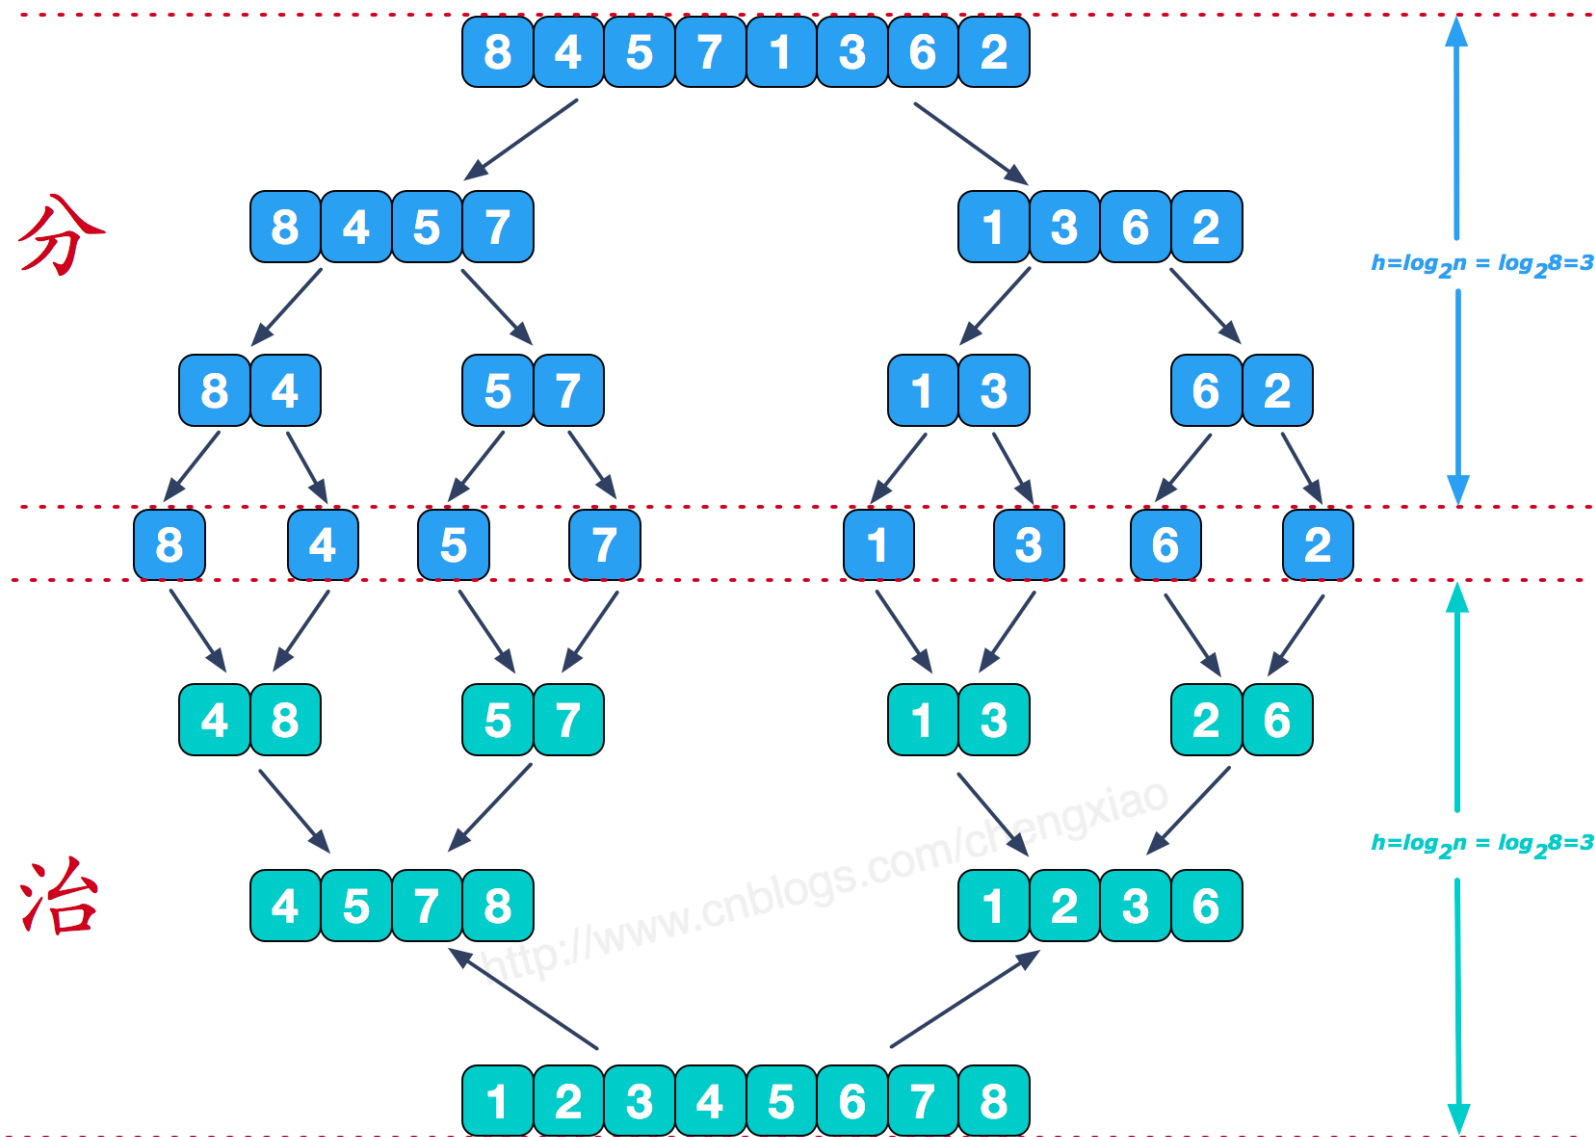 8 4 5 7 1 3 6 2
分
8 4 5 7
1 3 6 2
h=log₂n = log₂8=3
8 4
5 7
1 3
6 2
8
4
5
7
1
3
6
2
4 8
5 7
1 3
2 6
http://www.cnblogs.com/chengxiao
h=log₂n = log₂8=3
治
4 5 7 8
1 2 3 6
1 2 3 4 5 6 7 8